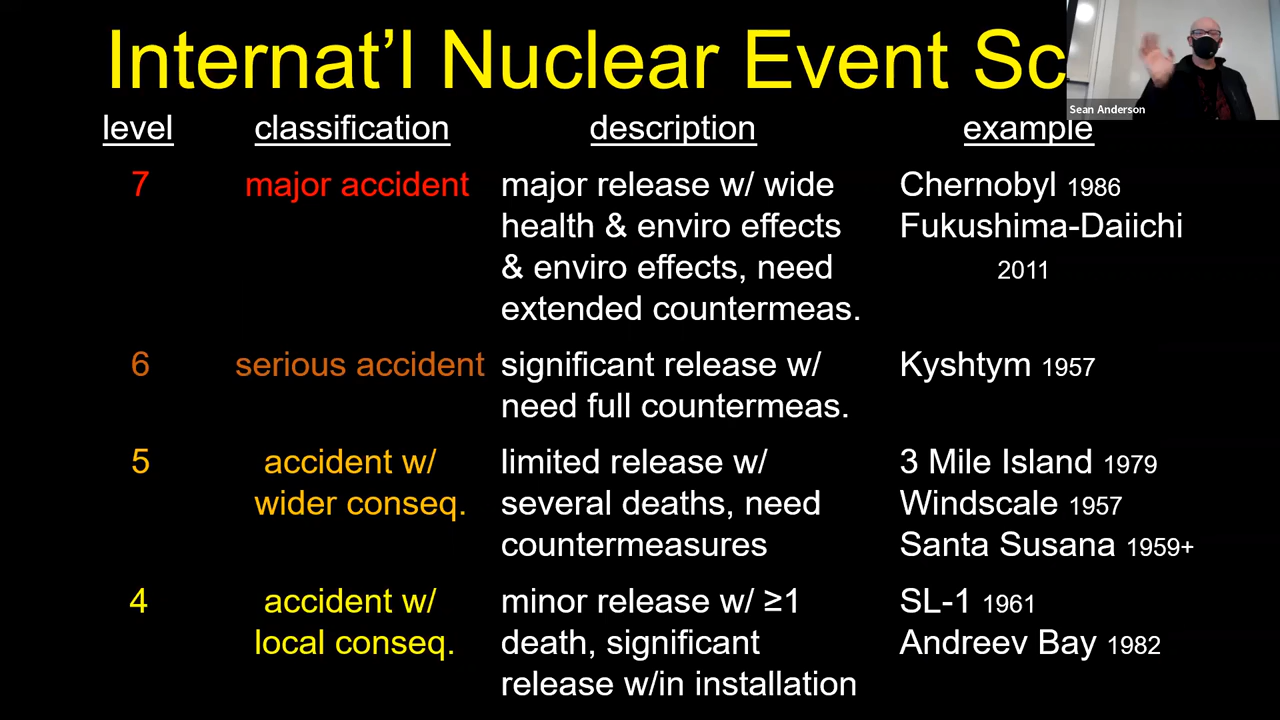 Internat'l Nuclear Event Sc
Sean Anderson
level classification description example
7 major accident major release w/ wide Chernobyl 1986
health & enviro effects Fukushima-Daiichi
& enviro effects, need 2011
extended countermeas.
6 serious accident significant release w/ Kyshtym 1957
need full countermeas.
5 accident w/ limited release w/ 3 Mile Island 1979
wider conseq. several deaths, need Windscale 1957
countermeasures Santa Susana 1959+
4 accident w/ minor release w/ ≥1 SL-1 1961
local conseq. death, significant Andreev Bay 1982
release w/in installation